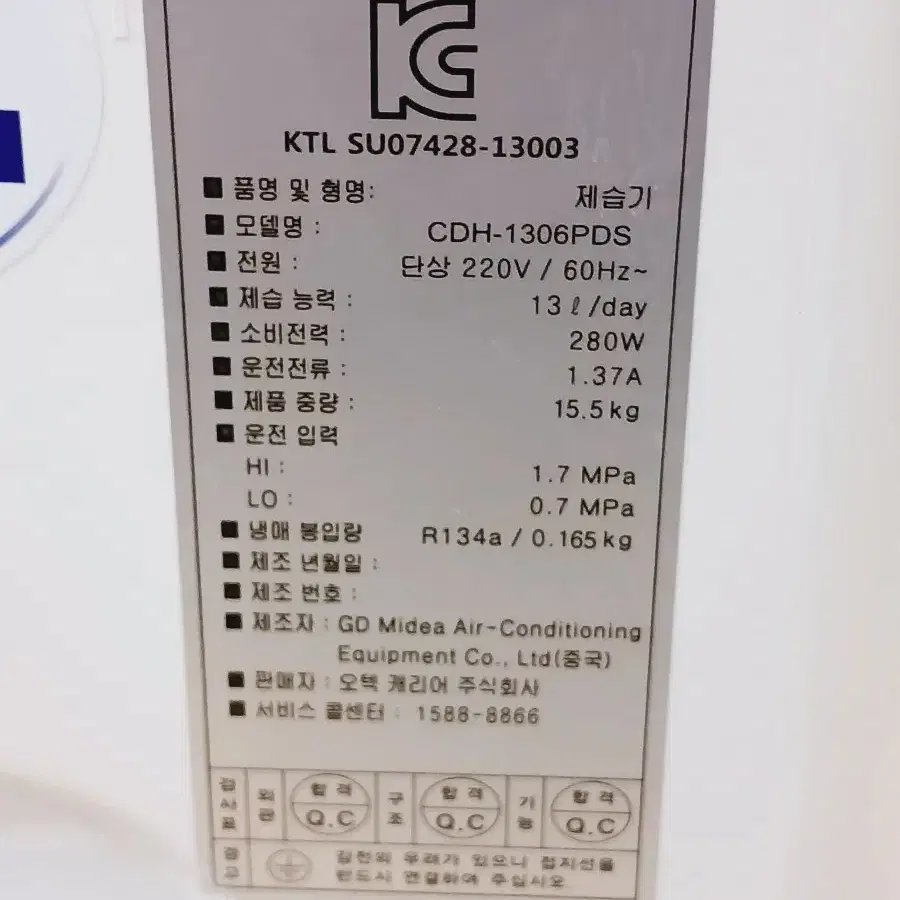 KC
KTL SU07428-13003
■ 품명 및 형명: 제습기
■ 모델명 : CDH-1306PDS
■ 전원 : 단상 220V / 60Hz~
■ 제습 능력 : 13ℓ/day
■ 소비전력 : 280W
■ 운전전류 : 1.37A
■ 제품 중량 : 15.5kg
■ 운전 입력
HI : 1.7 MPa
LO : 0.7 MPa
■ 냉매 봉입량 R134a / 0.165kg
■ 제조 년월일 :
■ 제조 번호 :
■ 제조자 : GD Midea Air-Conditioning
Equipment Co., Ltd(중국)
■ 판매자 : 오텍 캐리어 주식회사
■ 서비스 콜센터 : 1588-8866
검사필 외관 합격 Q.C 구조 합격 Q.C 기능 합격 Q.C
경고 감전의 우려가 있으니 접지선을
반드시 연결하여 주십시오